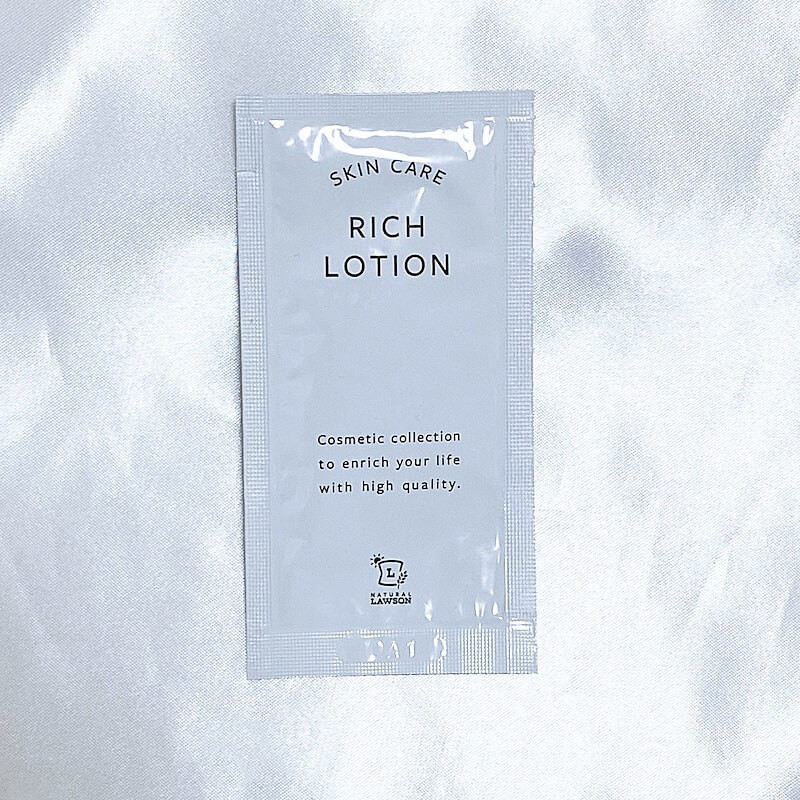 SKIN CARE
RICH
LOTION
Cosmetic collection
to enrich your life
with high quality.
L
NATURAL
LAWSON